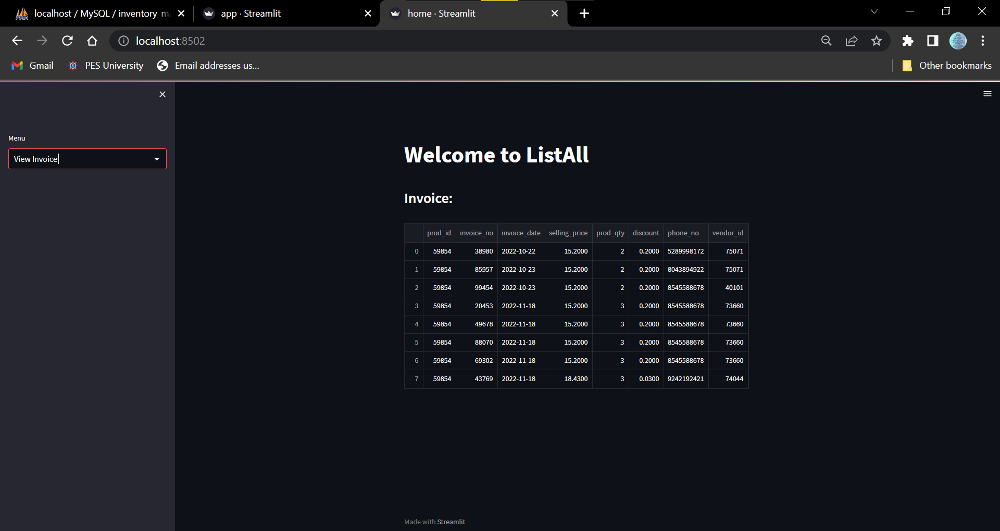 localhost / MySQL / inventory_ma
app · Streamlit
home · Streamlit
localhost:8502
Gmail
PES University
Email addresses us...
Other bookmarks
Menu
View Invoice
Welcome to ListAll
Invoice:
prod_id invoice_no invoice_date selling_price prod_qty discount phone_no vendor_id
0 59854 38980 2022-10-22 15.2000 2 0.2000 5289998172 75071
1 59854 85957 2022-10-23 15.2000 2 0.2000 8043894922 75071
2 59854 99454 2022-10-23 15.2000 2 0.2000 8545588678 40101
3 59854 20453 2022-11-18 15.2000 3 0.2000 8545588678 73660
4 59854 49678 2022-11-18 15.2000 3 0.2000 8545588678 73660
5 59854 88070 2022-11-18 15.2000 3 0.2000 8545588678 73660
6 59854 69302 2022-11-18 15.2000 3 0.2000 8545588678 73660
7 59854 43769 2022-11-18 18.4300 3 0.0300 9242192421 74044
Made with Streamlit